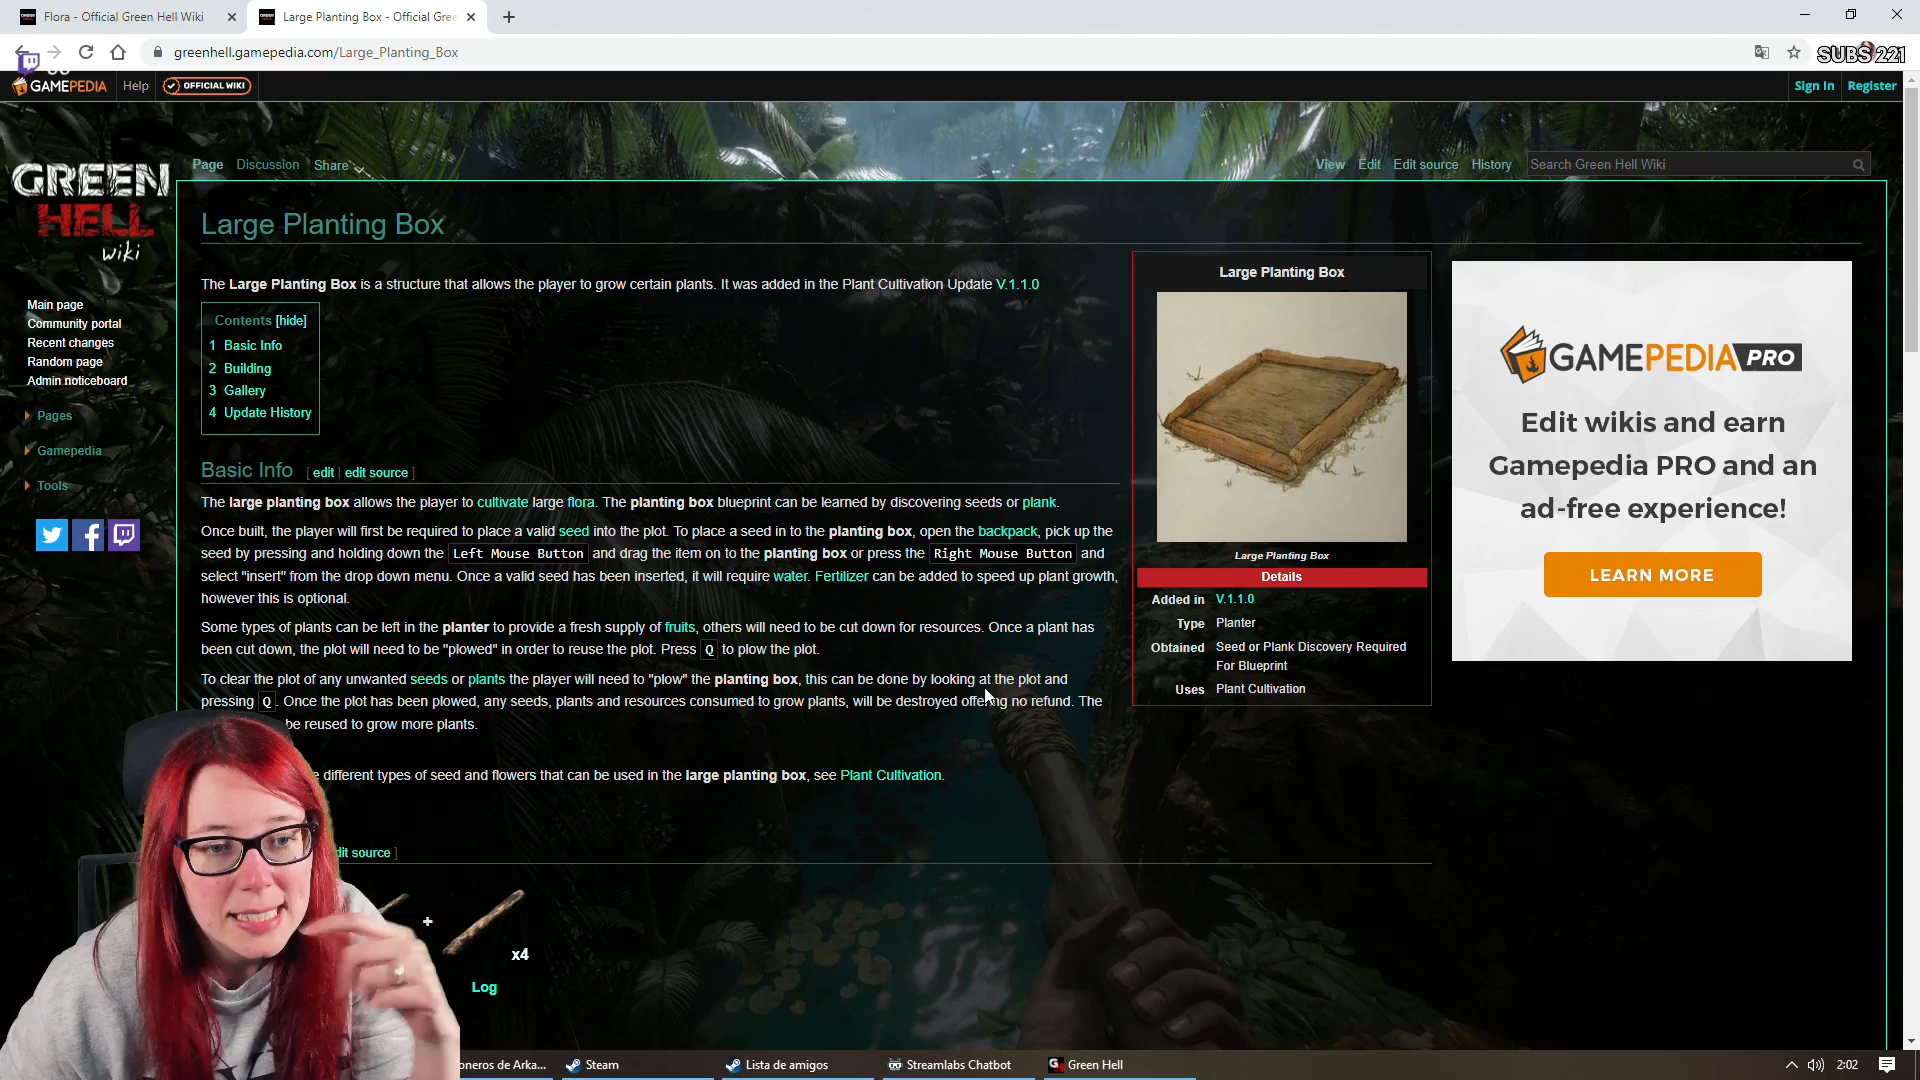 Flora - Official Green Hell Wiki
Large Planting Box - Official Gree
greenhell.gamepedia.com/Large_Planting_Box
SUBS 221
GAMEPEDIA
Help
OFFICIAL WIKI
Sign In
Register
GREEN
HELL
wiki
Page
Discussion
Share
View
Edit
Edit source
History
Search Green Hell Wiki
Main page
Community portal
Recent changes
Random page
Admin noticeboard
Pages
Gamepedia
Tools
Large Planting Box
The Large Planting Box is a structure that allows the player to grow certain plants. It was added in the Plant Cultivation Update V.1.1.0
Contents [hide]
1 Basic Info
2 Building
3 Gallery
4 Update History
Basic Info [ edit | edit source ]
The large planting box allows the player to cultivate large flora. The planting box blueprint can be learned by discovering seeds or plank.
Once built, the player will first be required to place a valid seed into the plot. To place a seed in to the planting box, open the backpack, pick up the
seed by pressing and holding down the Left Mouse Button and drag the item on to the planting box or press the Right Mouse Button and
select "insert" from the drop down menu. Once a valid seed has been inserted, it will require water. Fertilizer can be added to speed up plant growth,
however this is optional.
Some types of plants can be left in the planter to provide a fresh supply of fruits, others will need to be cut down for resources. Once a plant has
been cut down, the plot will need to be "plowed" in order to reuse the plot. Press Q to plow the plot.
To clear the plot of any unwanted seeds or plants the player will need to "plow" the planting box, this can be done by looking at the plot and
pressing Q . Once the plot has been plowed, any seeds, plants and resources consumed to grow plants, will be destroyed offering no refund. The
be reused to grow more plants.
different types of seed and flowers that can be used in the large planting box, see Plant Cultivation.
dit source ]
+
x4
Log
Large Planting Box
Large Planting Box
Details
Added in V.1.1.0
Type Planter
Obtained Seed or Plank Discovery Required
For Blueprint
Uses Plant Cultivation
GAMEPEDIA PRO
Edit wikis and earn
Gamepedia PRO and an
ad-free experience!
LEARN MORE
oneros de Arka...
Steam
Lista de amigos
Streamlabs Chatbot
Green Hell
2:02